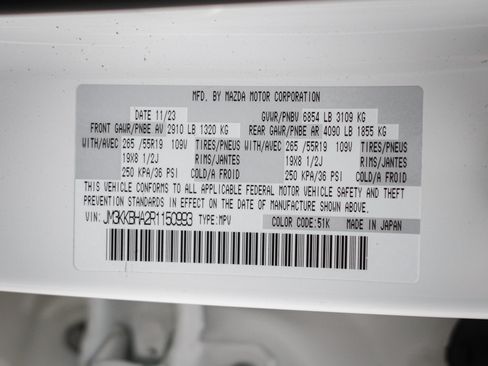 MFD. BY MAZDA MOTOR CORPORATION
DATE 11/23 GVWR/PNBV 6854 LB 3109 KG
FRONT GAWR/PNBE AV 2910 LB 1320 KG REAR GAWR/PNBE AR 4090 LB 1855 KG
WITH/AVEC 265 /55R19 109V TIRES/PNEUS WITH/AVEC 265 /55R19 109V TIRES/PNEUS
19X8 1/2J RIMS/JANTES 19X8 1/2J RIMS/JANTES
250 KPA/36 PSI COLD/A FROID 250 KPA/36 PSI COLD/A FROID
THIS VEHICLE CONFORMS TO ALL APPLICABLE FEDERAL MOTOR VEHICLE SAFETY AND THEFT
PREVENTION STANDARDS IN EFFECT ON THE DATE OF MANUFACTURE SHOWN ABOVE.
VIN: JM3KKBHA2R1150993 TYPE: MPV COLOR CODE: 51K MADE IN JAPAN